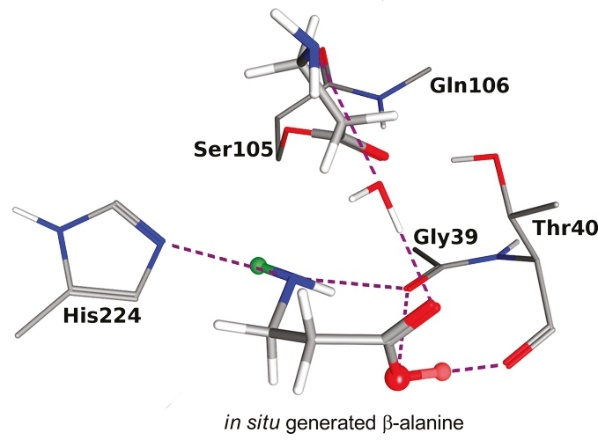 Gln106
Ser105
Gly39
Thr40
His224
in situ generated β-alanine